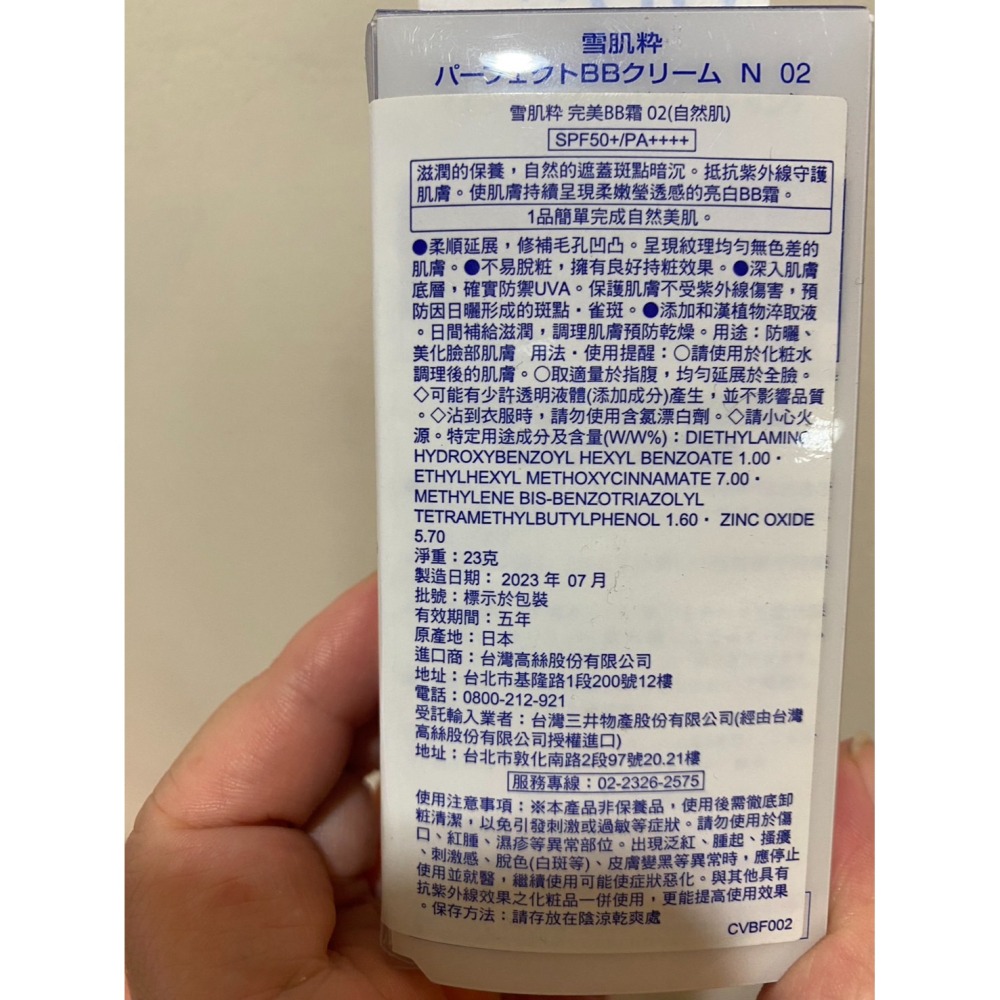 雪肌粋
パーフェクトBBクリーム N 02
雪肌粋 完美BB霜 02(自然肌)
SPF50+/PA++++
滋潤的保養，自然的遮蓋斑點暗沉。抵抗紫外線守護
肌膚。使肌膚持續呈現柔嫩瑩透感的亮白BB霜。
1品簡單完成自然美肌。
●柔順延展，修補毛孔凹凸。呈現紋理均勻無色差的
肌膚。●不易脫粧，擁有良好持粧效果。●深入肌膚
底層，確實防禦UVA。保護肌膚不受紫外線傷害，預
防因日曬形成的斑點・雀斑。●添加和漢植物淬取液
。日間補給滋潤，調理肌膚預防乾燥。用途：防曬、
美化臉部肌膚 用法・使用提醒：○請使用於化粧水
調理後的肌膚。○取適量於指腹，均勻延展於全臉。
◇可能有少許透明液體(添加成分)產生，並不影響品質
。◇沾到衣服時，請勿使用含氯漂白劑。◇請小心火
源。特定用途成分及含量(W/W%)：DIETHYLAMINO
HYDROXYBENZOYL HEXYL BENZOATE 1.00・
ETHYLHEXYL METHOXYCINNAMATE 7.00・
METHYLENE BIS-BENZOTRIAZOLYL
TETRAMETHYLBUTYLPHENOL 1.60・ ZINC OXIDE
5.70
淨重：23克
製造日期： 2023 年 07 月
批號：標示於包裝
有效期間：五年
原產地：日本
進口商：台灣高絲股份有限公司
地址：台北市基隆路1段200號12樓
電話：0800-212-921
受託輸入業者：台灣三井物產股份有限公司(經由台灣
高絲股份有限公司授權進口)
地址：台北市敦化南路2段97號20.21樓
服務專線：02-2326-2575
使用注意事項：※本產品非保養品，使用後需徹底卸
粧清潔，以免引發刺激或過敏等症狀。請勿使用於傷
口、紅腫、濕疹等異常部位。出現泛紅、腫起、搔癢
、刺激感、脫色(白斑等)、皮膚變黑等異常時，應停止
使用並就醫，繼續使用可能使症狀惡化。與其他具有
抗紫外線效果之化粧品一併使用，更能提高使用效果
。保存方法：請存放在陰涼乾爽處
CVBF002